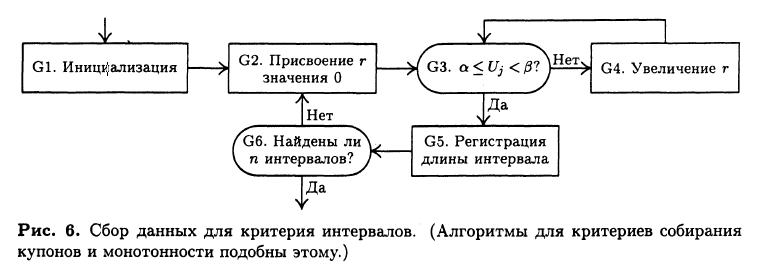 G1. Инициализация
G2. Присвоение r
значения 0
G3. α ≤ U_j < β?
Нет
G4. Увеличение r
Да
G5. Регистрация
длины интервала
G6. Найдены ли
n интервалов?
Нет
Да
Рис. 6. Сбор данных для критерия интервалов. (Алгоритмы для критериев собирания
купонов и монотонности подобны этому.)